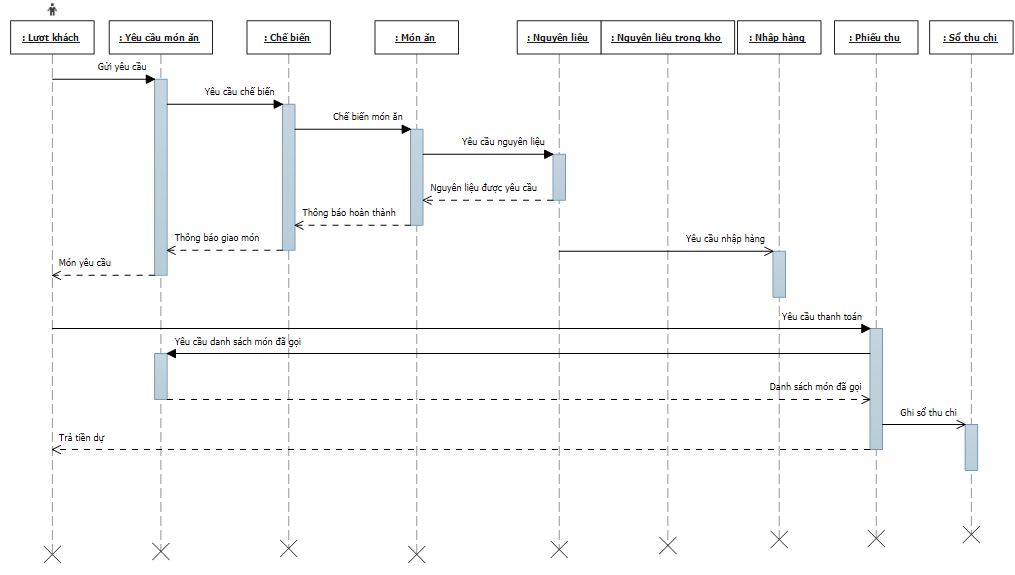 : Lượt khách
: Yêu cầu món ăn
: Chế biến
: Món ăn
: Nguyên liệu
: Nguyên liệu trong kho
: Nhập hàng
: Phiếu thu
: Sổ thu chi
Gửi yêu cầu
Yêu cầu chế biến
Chế biến món ăn
Yêu cầu nguyên liệu
Nguyên liệu được yêu cầu
Thông báo hoàn thành
Thông báo giao món
Yêu cầu nhập hàng
Món yêu cầu
Yêu cầu thanh toán
Yêu cầu danh sách món đã gọi
Danh sách món đã gọi
Ghi sổ thu chi
Trả tiền dự